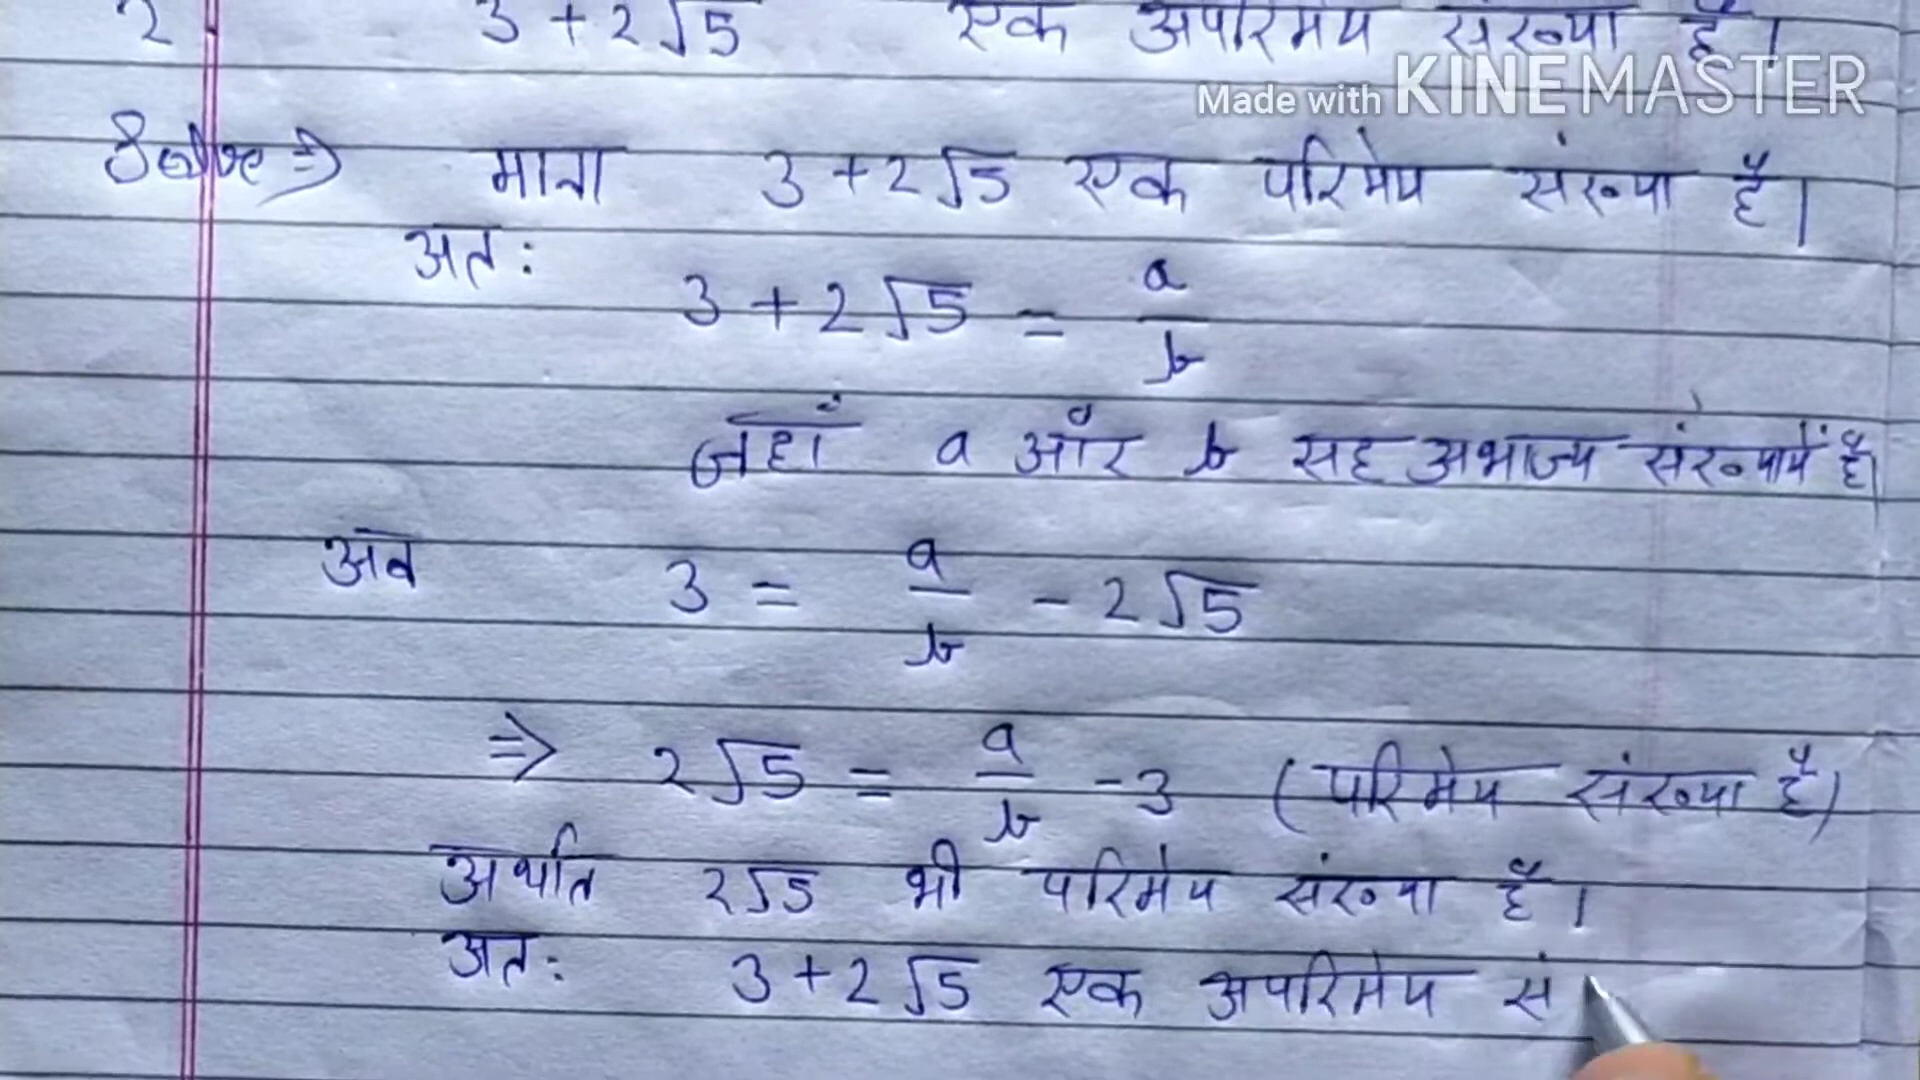 2 3+2√5 एक अपरिमेय संख्या है।
Made with KINEMASTER
Solve ⇒ माना 3+2√5 एक परिमेय संख्या है।
अत:
3+2√5 = a/b
जहाँ a और b सह अभाज्य संख्यायें है।
अब 3 = a/b - 2√5
⇒ 2√5 = a/b - 3 (परिमेय संख्या है)
अर्थात 2√5 भी परिमेय संख्या है।
अत: 3+2√5 एक अपरिमेय सं